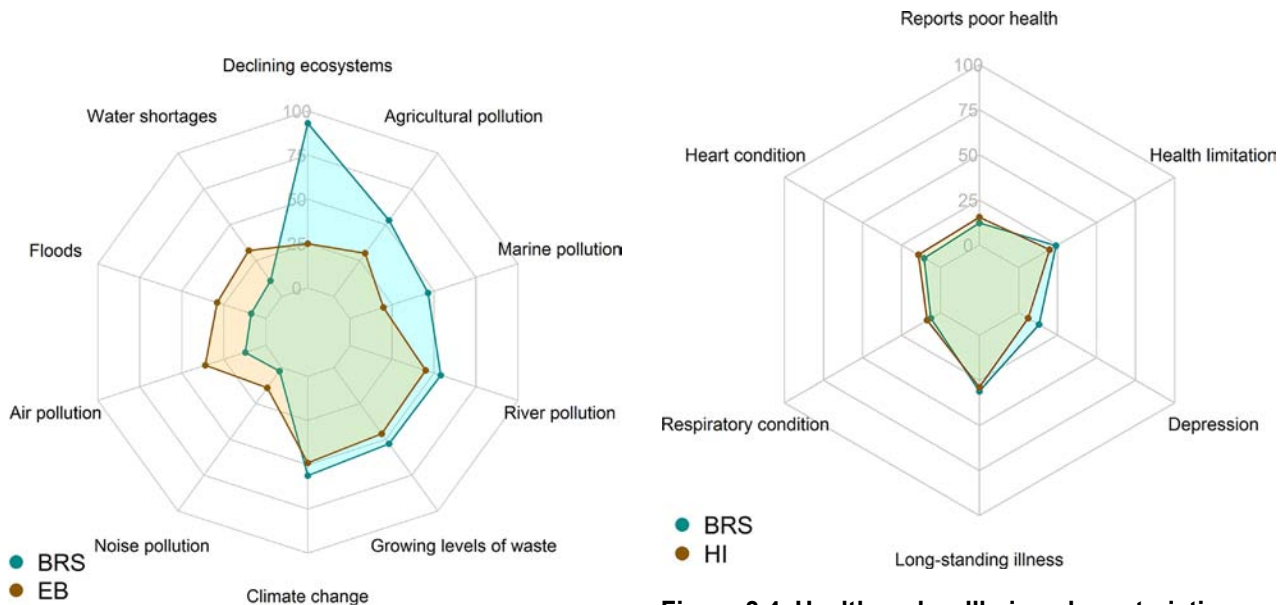 Declining ecosystems
100
75
50
25
0
Water shortages
Agricultural pollution
Floods
Marine pollution
Air pollution
River pollution
Noise pollution
Growing levels of waste
Climate change
BRS
EB
Reports poor health
100
75
50
25
0
Heart condition
Health limitation
Respiratory condition
Depression
Long-standing illness
BRS
HI